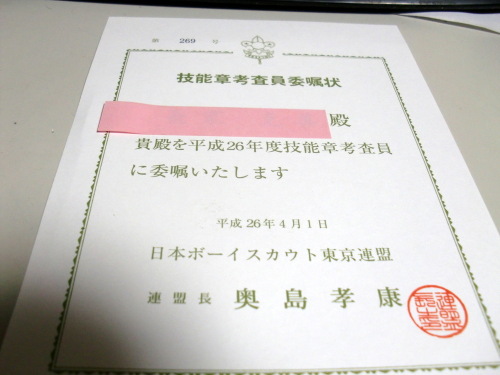 第 269 号
技能章考査員委嘱状
殿
貴殿を平成26年度技能章考査員
に委嘱いたします
平成26年4月1日
日本ボーイスカウト東京連盟
連盟長 奥島孝康